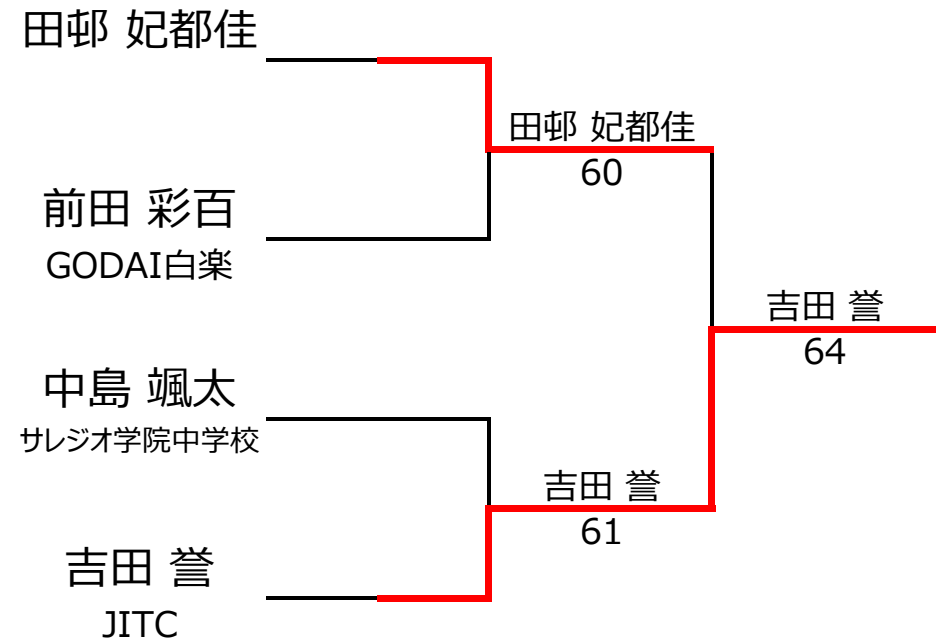 田邨 妃都佳
田邨 妃都佳
60
前田 彩百
GODAI白楽
吉田 誉
64
中島 颯太
サレジオ学院中学校
吉田 誉
61
吉田 誉
JITC